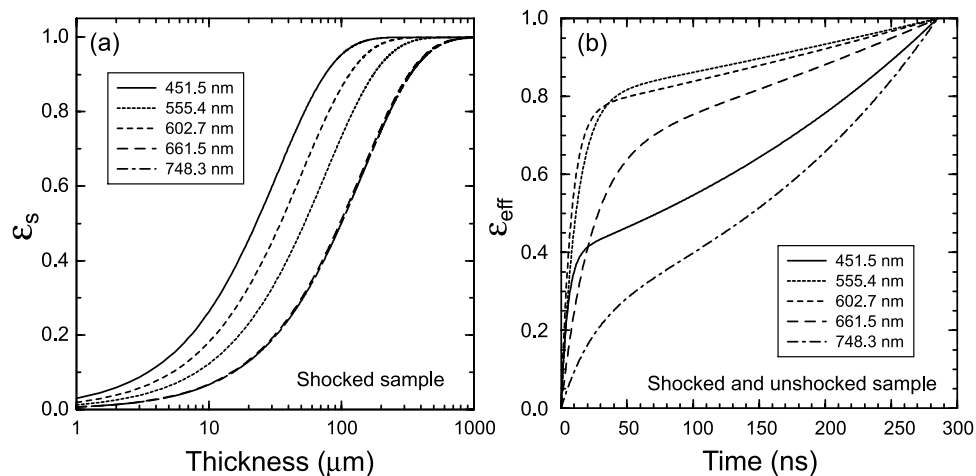 (a)
1.0
0.8
0.6
0.4
0.2
0.0
εs
451.5 nm
555.4 nm
602.7 nm
661.5 nm
748.3 nm
Shocked sample
1
10
100
1000
Thickness (μm)
(b)
1.0
0.8
0.6
0.4
0.2
0.0
εeff
451.5 nm
555.4 nm
602.7 nm
661.5 nm
748.3 nm
Shocked and unshocked sample
0
50
100
150
200
250
300
Time (ns)